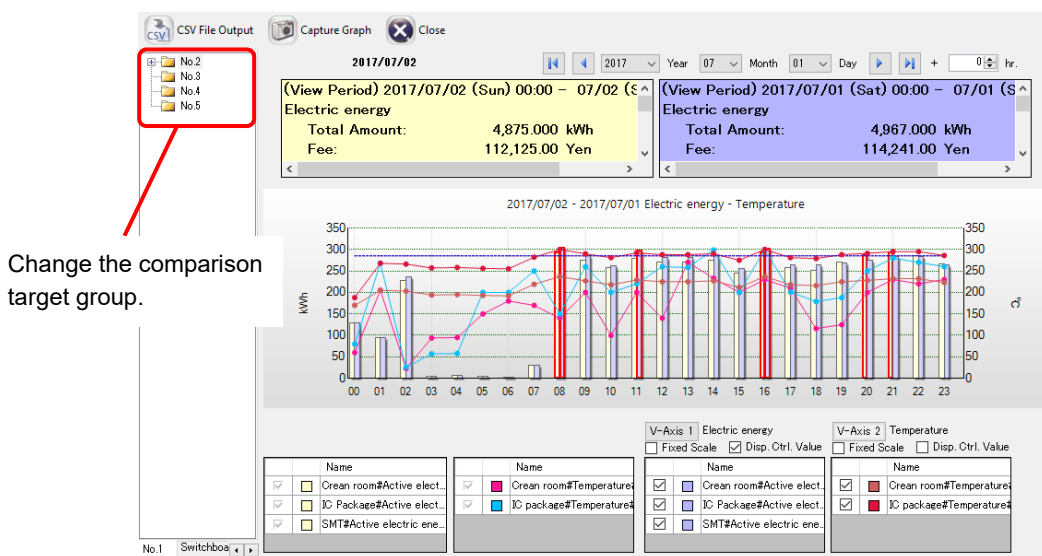 CSV
CSV File Output
Capture Graph
Close
No.2
No.3
No.4
No.5
2017/07/02
2017 Year 07 Month 01 Day + 0 hr.
(View Period) 2017/07/02 (Sun) 00:00 - 07/02 (S
Electric energy
Total Amount: 4,875.000 kWh
Fee: 112,125.00 Yen
(View Period) 2017/07/01 (Sat) 00:00 - 07/01 (S
Electric energy
Total Amount: 4,967.000 kWh
Fee: 114,241.00 Yen
Change the comparison
target group.
2017/07/02 - 2017/07/01 Electric energy - Temperature
350 350
300 300
250 250
200 200
150 150
100 100
50 50
0 0
kWh
℃
00 01 02 03 04 05 06 07 08 09 10 11 12 13 14 15 16 17 18 19 20 21 22 23
V-Axis 1 Electric energy
Fixed Scale Disp. Ctrl. Value
V-Axis 2 Temperature
Fixed Scale Disp. Ctrl. Value
Name
Crean room#Active elect...
IC Package#Active elect...
SMT#Active electric ene...
Name
Crean room#Temperature
IC package#Temperature
Name
Crean room#Active elect...
IC Package#Active elect...
SMT#Active electric ene...
Name
Crean room#Temperature
IC package#Temperature
No.1 Switchboa